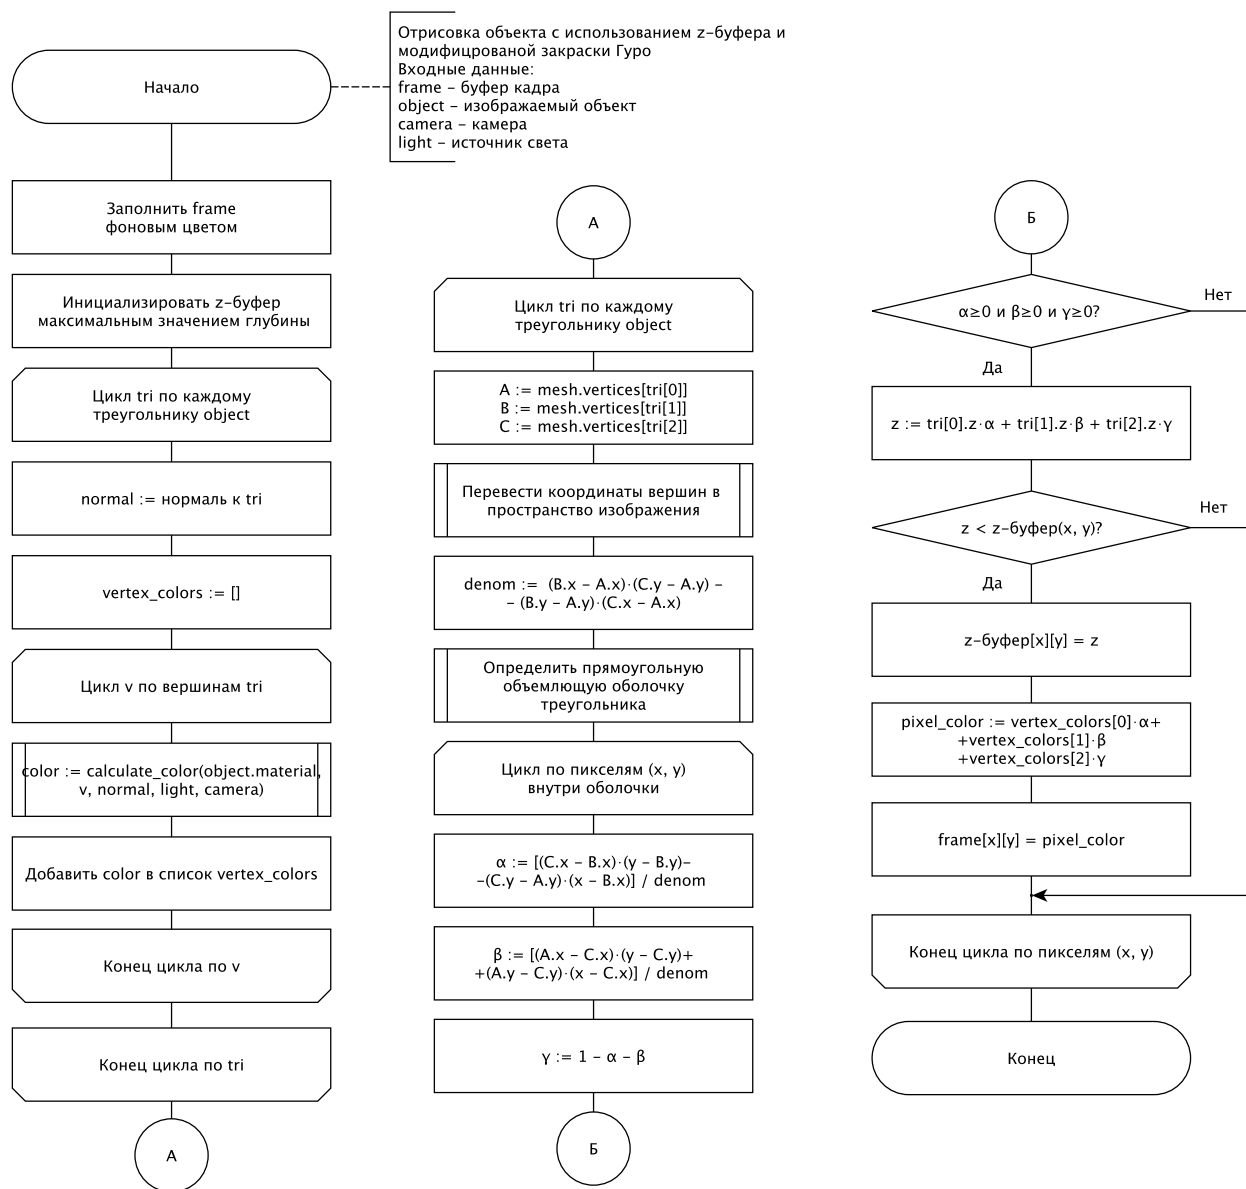 Отрисовка объекта с использованием z-буфера и
модифицрованой закраски Гуро
Входные данные:
frame - буфер кадра
object - изображаемый объект
camera - камера
light - источник света
Начало
Заполнить frame
фоновым цветом
Инициализировать z-буфер
максимальным значением глубины
Цикл tri по каждому
треугольнику object
normal := нормаль к tri
vertex_colors := []
Цикл v по вершинам tri
color := calculate_color(object.material,
v, normal, light, camera)
Добавить color в список vertex_colors
Конец цикла по v
Конец цикла по tri
А
А
Цикл tri по каждому
треугольнику object
A := mesh.vertices[tri[0]]
B := mesh.vertices[tri[1]]
C := mesh.vertices[tri[2]]
Перевести координаты вершин в
пространство изображения
denom := (B.x - A.x)·(C.y - A.y) -
- (B.y - A.y)·(C.x - A.x)
Определить прямоугольную
объемлющую оболочку
треугольника
Цикл по пикселям (x, y)
внутри оболочки
α := [(C.x - B.x)·(y - B.y)-
-(C.y - A.y)·(x - B.x)] / denom
β := [(A.x - C.x)·(y - C.y)+
+(A.y - C.y)·(x - C.x)] / denom
γ := 1 - α - β
Б
Б
α≥0 и β≥0 и γ≥0?
Нет
Да
z := tri[0].z·α + tri[1].z·β + tri[2].z·γ
z < z-буфер(x, y)?
Нет
Да
z-буфер[x][y] = z
pixel_color := vertex_colors[0]·α+
+vertex_colors[1]·β
+vertex_colors[2]·γ
frame[x][y] = pixel_color
Конец цикла по пикселям (x, y)
Конец